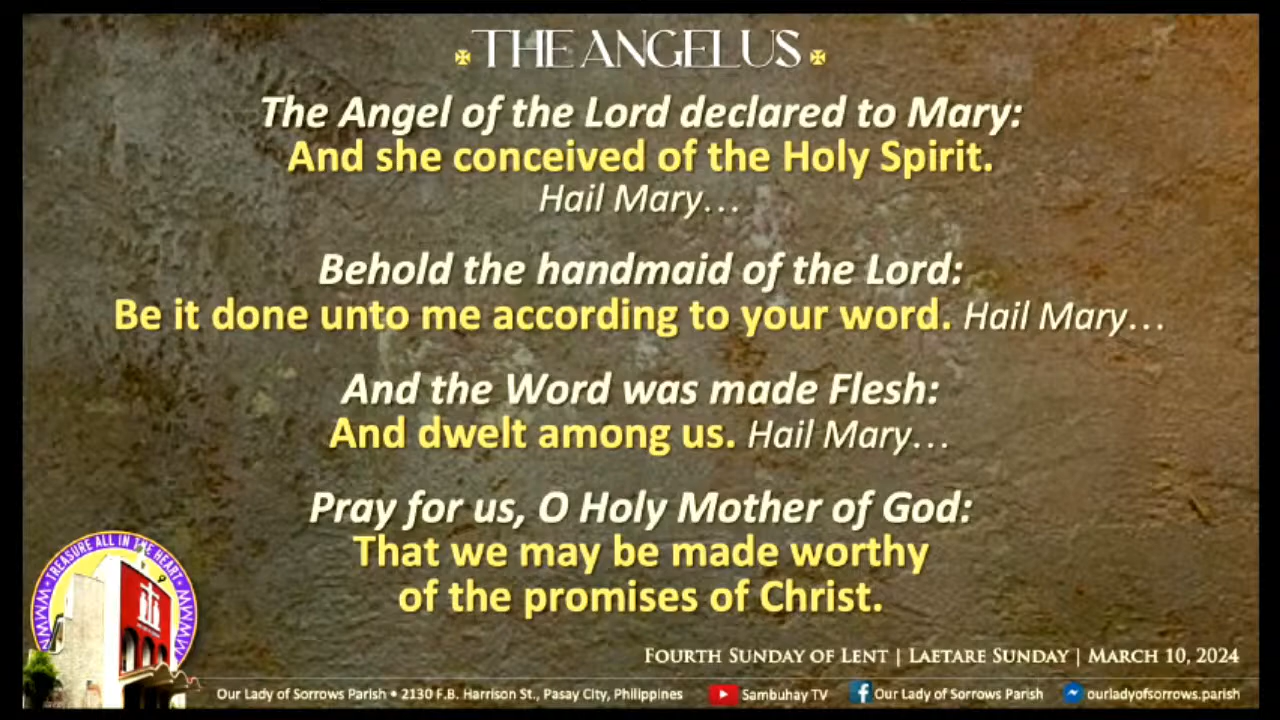 THE ANGELUS
The Angel of the Lord declared to Mary:
And she conceived of the Holy Spirit.
Hail Mary…
Behold the handmaid of the Lord:
Be it done unto me according to your word. Hail Mary…
And the Word was made Flesh:
And dwelt among us. Hail Mary…
Pray for us, O Holy Mother of God:
That we may be made worthy
of the promises of Christ.
TREASURE ALL IN THE HEART
Fourth Sunday of Lent | Laetare Sunday | March 10, 2024
Our Lady of Sorrows Parish • 2130 F.B. Harrison St., Pasay City, Philippines Sambuhay TV Our Lady of Sorrows Parish ourladyofsorrows.parish